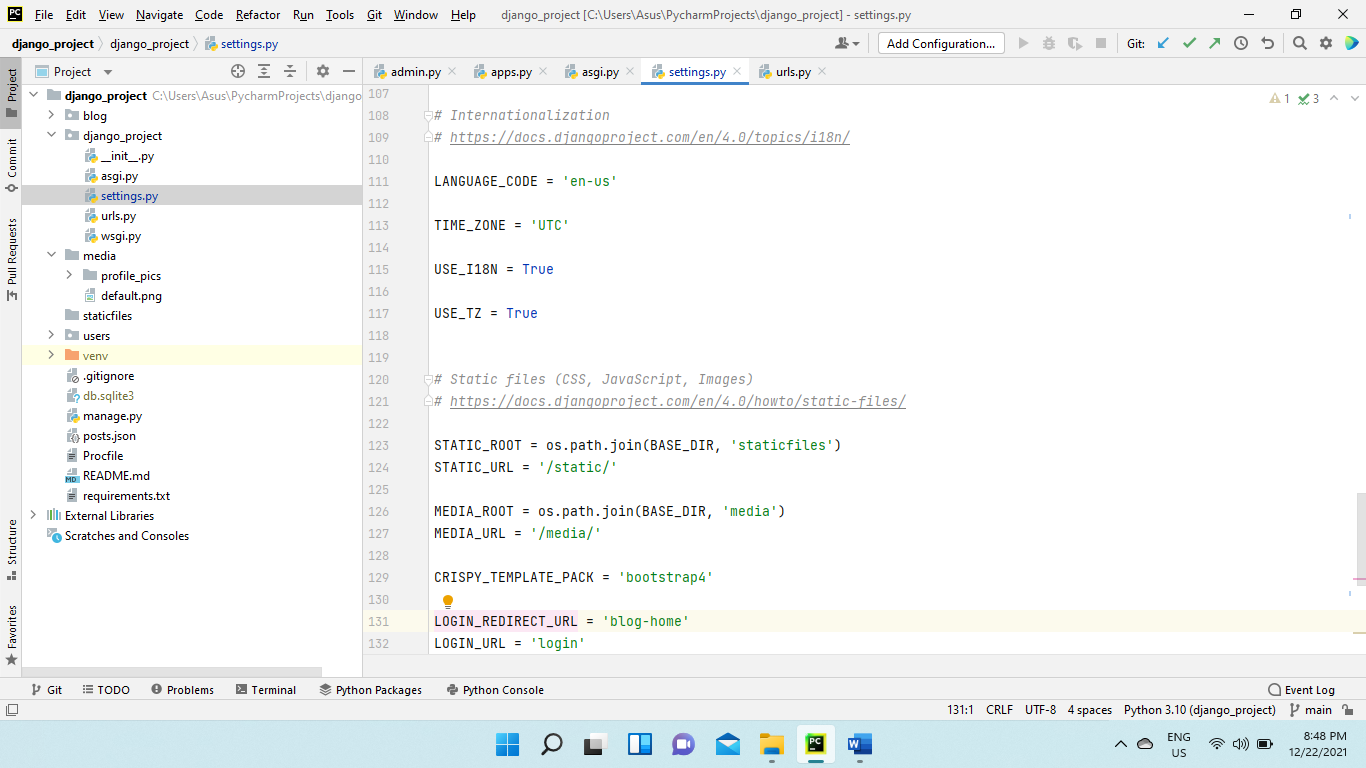 PC File Edit View Navigate Code Refactor Run Tools Git Window Help django_project [C:\Users\Asus\PycharmProjects\django_project] - settings.py
django_project django_project settings.py Add Configuration... Git:
Project
admin.py apps.py asgi.py settings.py urls.py
Project
Commit
Pull Requests
Structure
Favorites
django_project C:\Users\Asus\PycharmProjects\django
blog
django_project
__init__.py
asgi.py
settings.py
urls.py
wsgi.py
media
profile_pics
default.png
staticfiles
users
venv
.gitignore
db.sqlite3
manage.py
posts.json
Procfile
README.md
requirements.txt
External Libraries
Scratches and Consoles
1 3
107
108 # Internationalization
109 # https://docs.djangoproject.com/en/4.0/topics/i18n/
110
111 LANGUAGE_CODE = 'en-us'
112
113 TIME_ZONE = 'UTC'
114
115 USE_I18N = True
116
117 USE_TZ = True
118
119
120 # Static files (CSS, JavaScript, Images)
121 # https://docs.djangoproject.com/en/4.0/howto/static-files/
122
123 STATIC_ROOT = os.path.join(BASE_DIR, 'staticfiles')
124 STATIC_URL = '/static/'
125
126 MEDIA_ROOT = os.path.join(BASE_DIR, 'media')
127 MEDIA_URL = '/media/'
128
129 CRISPY_TEMPLATE_PACK = 'bootstrap4'
130
131 LOGIN_REDIRECT_URL = 'blog-home'
132 LOGIN_URL = 'login'
Git TODO Problems Terminal Python Packages Python Console Event Log
131:1 CRLF UTF-8 4 spaces Python 3.10 (django_project) main
PC W ENG 8:48 PM
US 12/22/2021